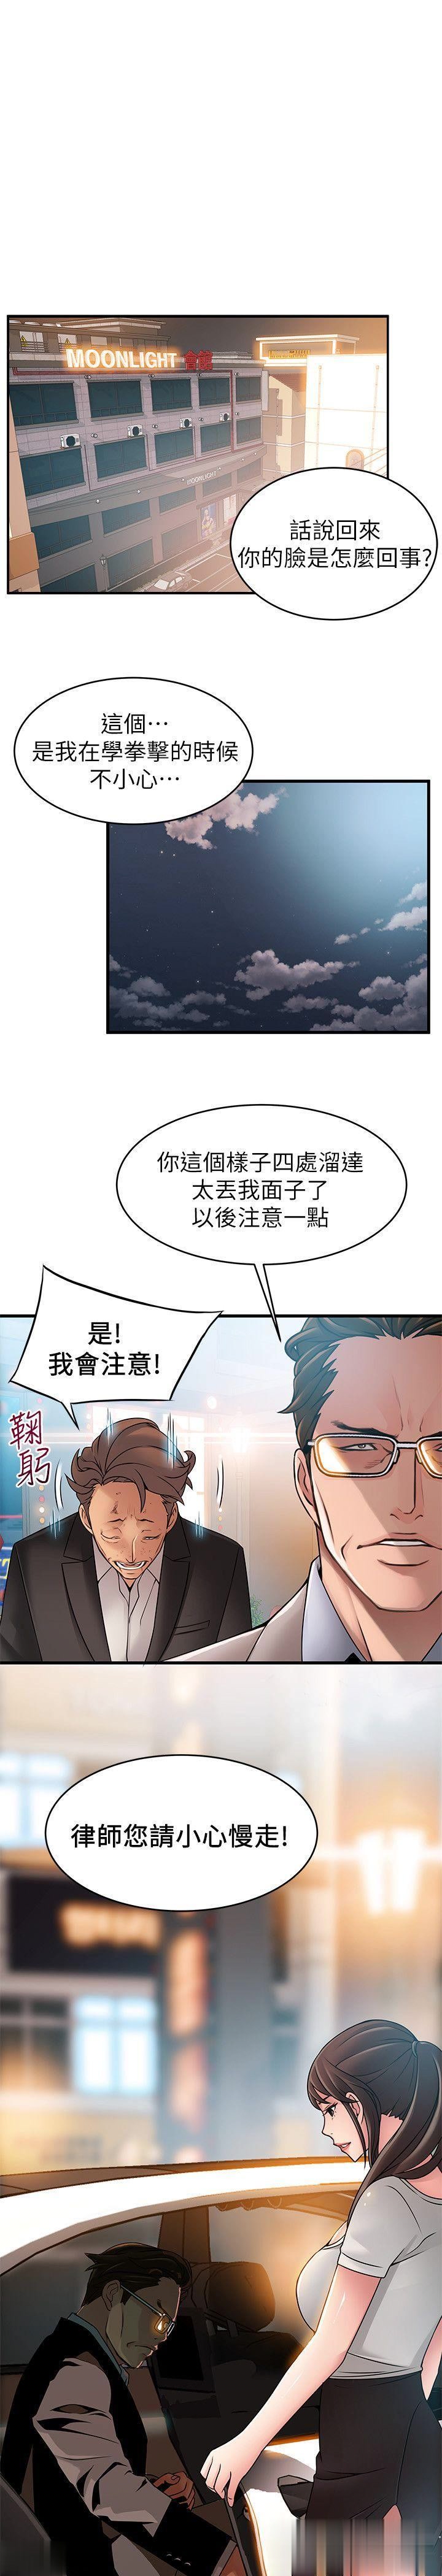 MOONLIGHT 會館
MOONLIGHT
話說回來
你的臉是怎麼回事?
這個…
是我在學拳擊的時候
不小心…
你這個樣子四處溜達
太丟我面子了
以後注意一點
是!
我會注意!
鞠躬
律師您請小心慢走!